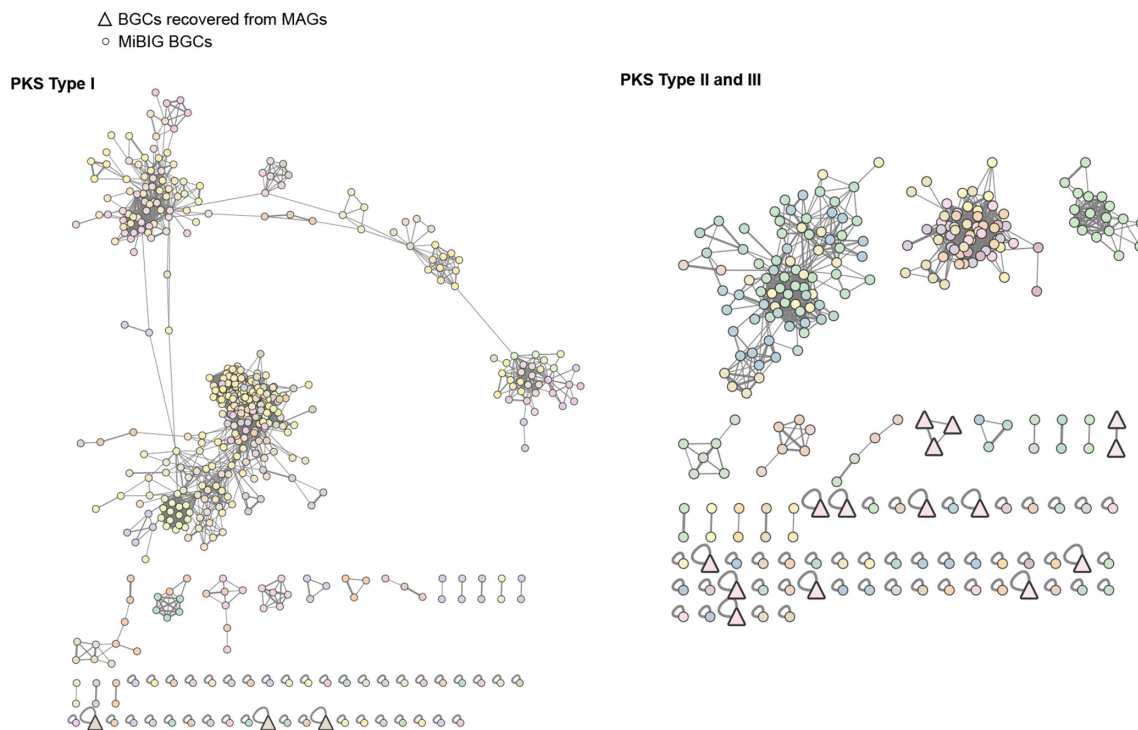 BGCs recovered from MAGs
MiBIG BGCs
PKS Type I
PKS Type II and III